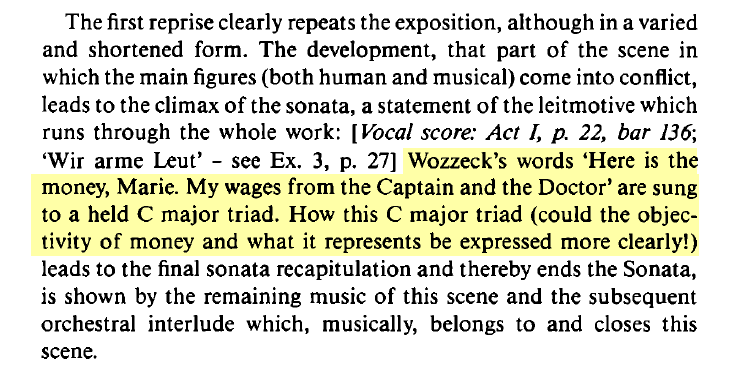 The first reprise clearly repeats the exposition, although in a varied
and shortened form. The development, that part of the scene in
which the main figures (both human and musical) come into conflict,
leads to the climax of the sonata, a statement of the leitmotive which
runs through the whole work: [Vocal score: Act I, p. 22, bar 136;
‘Wir arme Leut’ – see Ex. 3, p. 27] Wozzeck’s words ‘Here is the
money, Marie. My wages from the Captain and the Doctor’ are sung
to a held C major triad. How this C major triad (could the objec-
tivity of money and what it represents be expressed more clearly!)
leads to the final sonata recapitulation and thereby ends the Sonata,
is shown by the remaining music of this scene and the subsequent
orchestral interlude which, musically, belongs to and closes this
scene.